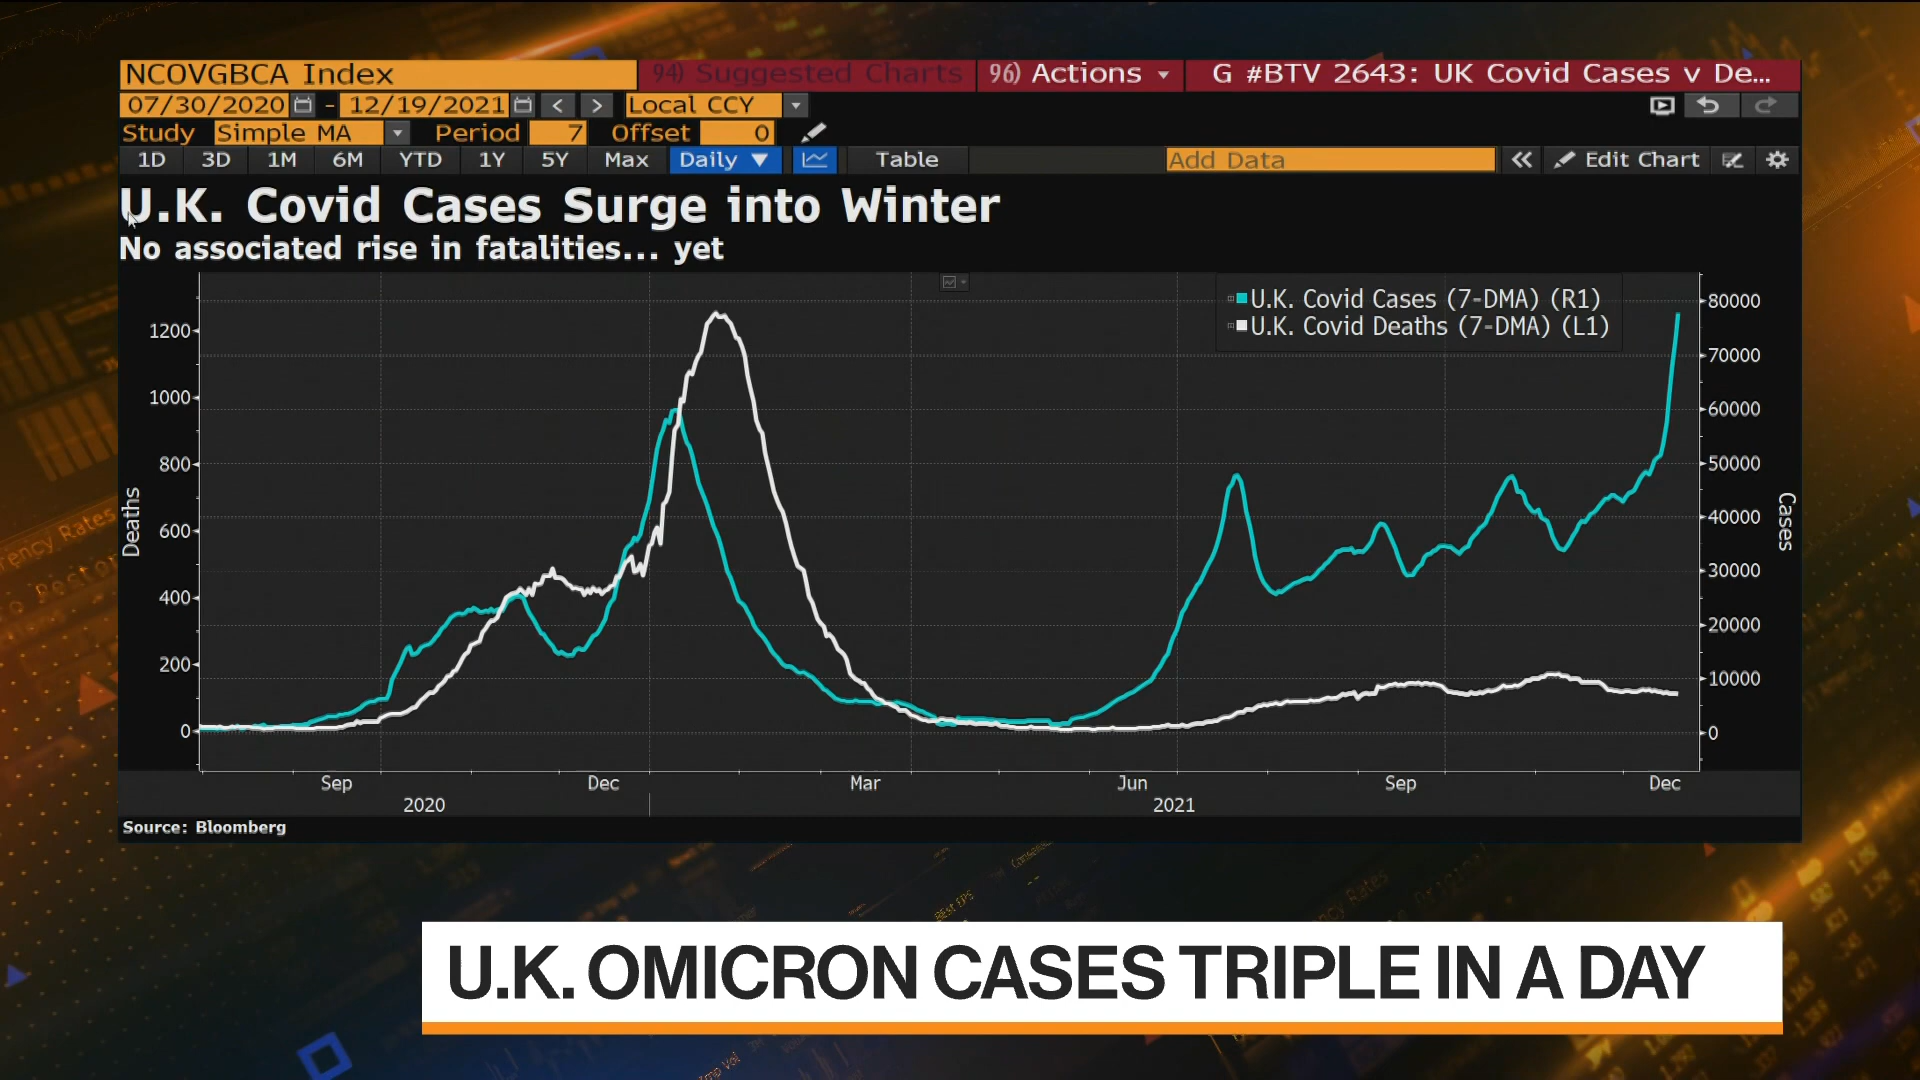 NCOVGBCA Index 94) Suggested Charts 96) Actions G #BTV 2643: UK Covid Cases v De...
07/30/2020 - 12/19/2021 < > Local CCY
Study Simple MA Period 7 Offset 0
1D 3D 1M 6M YTD 1Y 5Y Max Daily ▼ Table Add Data « Edit Chart
U.K. Covid Cases Surge into Winter
No associated rise in fatalities... yet
U.K. Covid Cases (7-DMA) (R1)
U.K. Covid Deaths (7-DMA) (L1)
Deaths
1200
1000
800
600
400
200
0
80000
70000
60000
50000
40000
30000
20000
10000
0
Cases
Sep Dec Mar Jun Sep Dec
2020 2021
Source: Bloomberg
U.K. OMICRON CASES TRIPLE IN A DAY